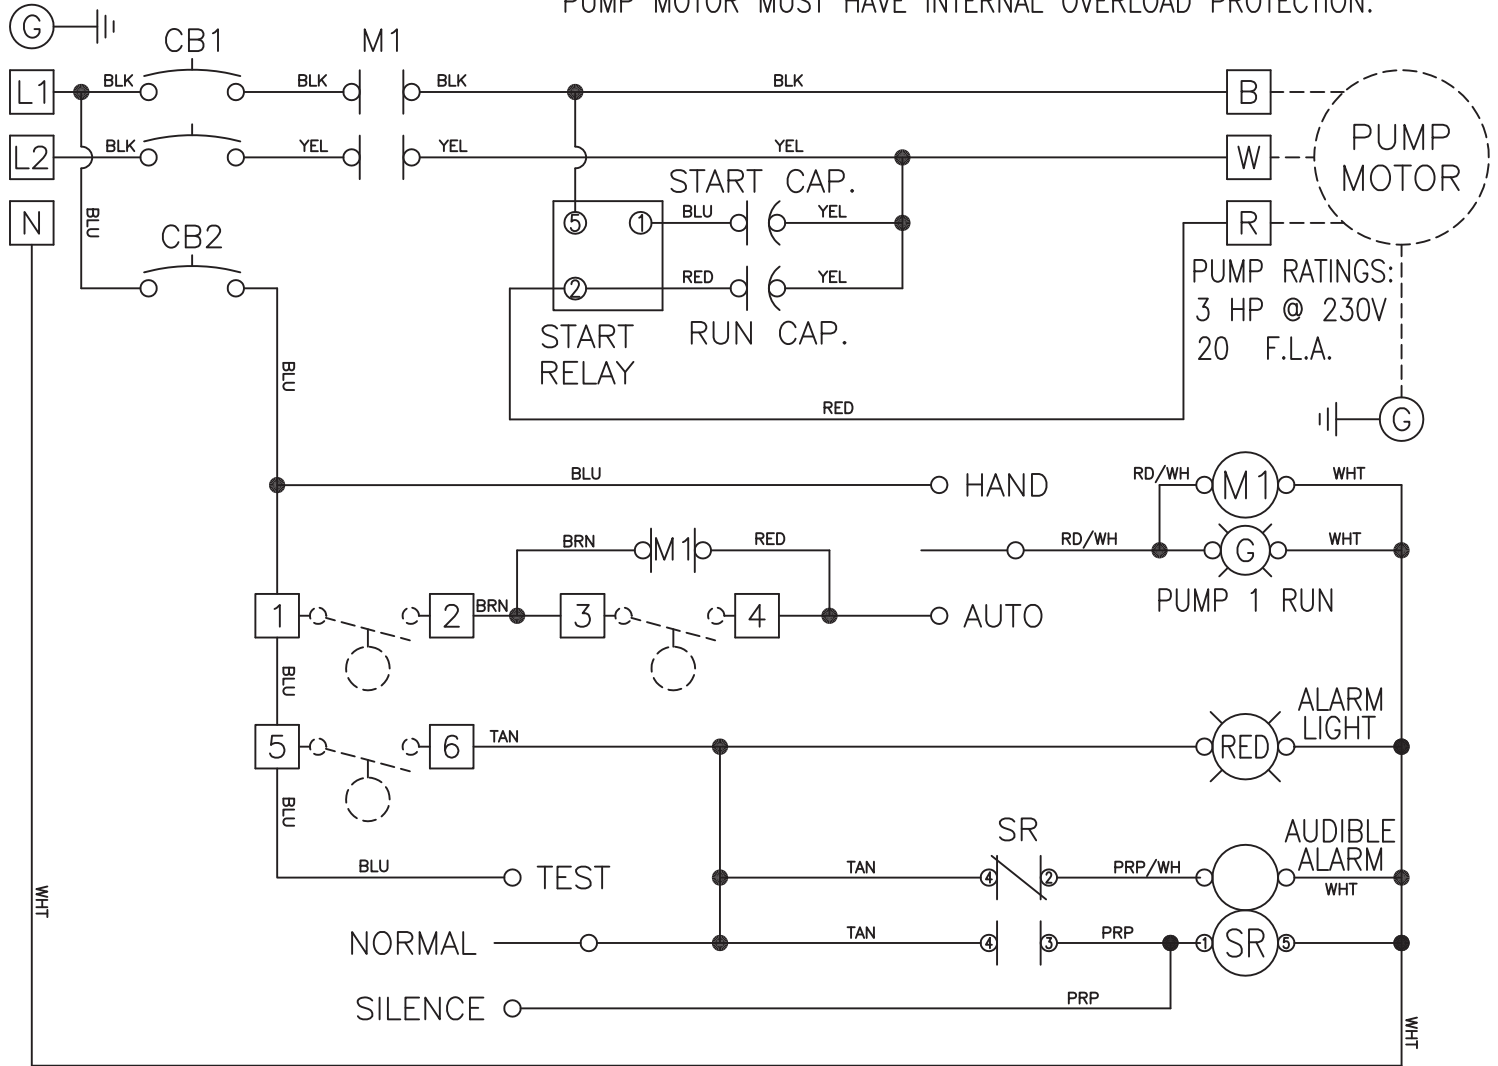 PUMP MOTOR MUST HAVE INTERNAL OVERLOAD PROTECTION.
G
CB1
M1
L1
BLK
BLK
BLK
BLK
B
PUMP
MOTOR
L2
BLK
YEL
YEL
YEL
W
START CAP.
N
BLU
CB2
5
1
BLU
YEL
R
2
RED
YEL
PUMP RATINGS:
3 HP @ 230V
20 F.L.A.
START
RELAY
RUN CAP.
BLU
RED
G
BLU
HAND
RD/WH
M1
WHT
BRN
M1
RED
RD/WH
G
WHT
PUMP 1 RUN
1
2
BRN
3
4
AUTO
BLU
5
6
TAN
RED
ALARM
LIGHT
BLU
SR
AUDIBLE
ALARM
BLU
TEST
TAN
4
2
PRP/WH
WHT
WHT
NORMAL
TAN
4
3
PRP
1
SR
5
SILENCE
PRP
WHT